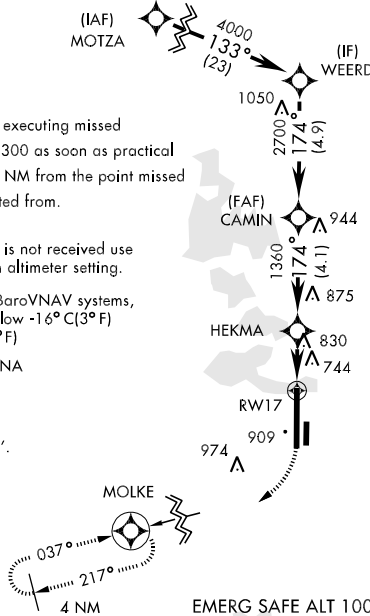 (IAF)
MOTZA
4000
133°
(23)
(IF)
WEERD
1050
2700
174°
(4.9)
executing missed
300 as soon as practical
NM from the point missed
ted from.
(FAF)
CAMIN
944
is not received use
altimeter setting.
1360
174°
(4.1)
BaroVNAV systems,
low -16°C(3°F)
°F)
875
HEKMA
830
744
NA
RW17
909
974
MOLKE
037°
217°
4 NM
EMERG SAFE ALT 100